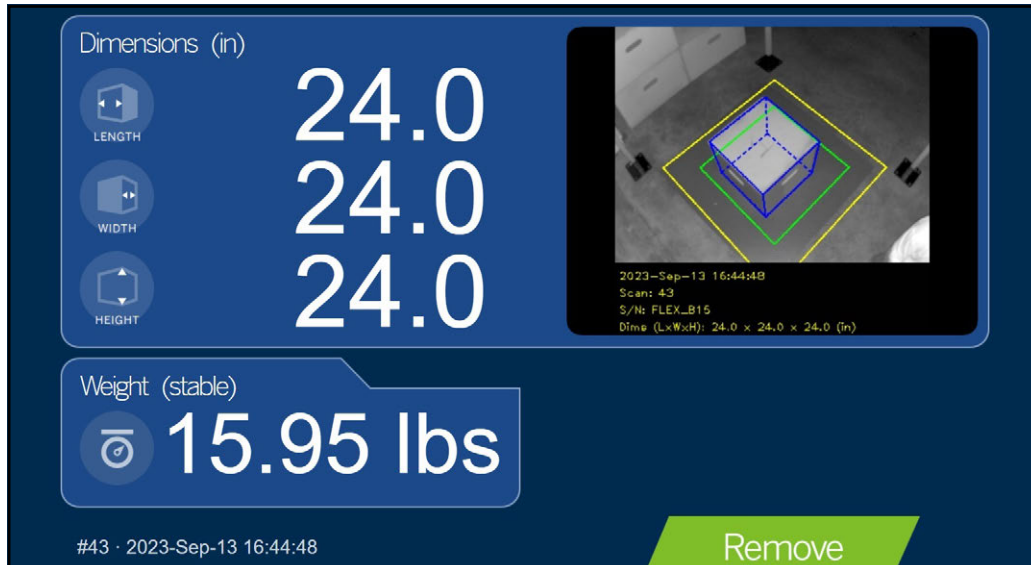 Dimensions (in)
LENGTH
24.0
WIDTH
24.0
HEIGHT
24.0
2023-Sep-13 16:44:48
Scan: 43
S/N: FLEX_B15
Dims (LxWxH): 24.0 x 24.0 x 24.0 (in)
Weight (stable)
15.95 lbs
#43 · 2023-Sep-13 16:44:48
Remove